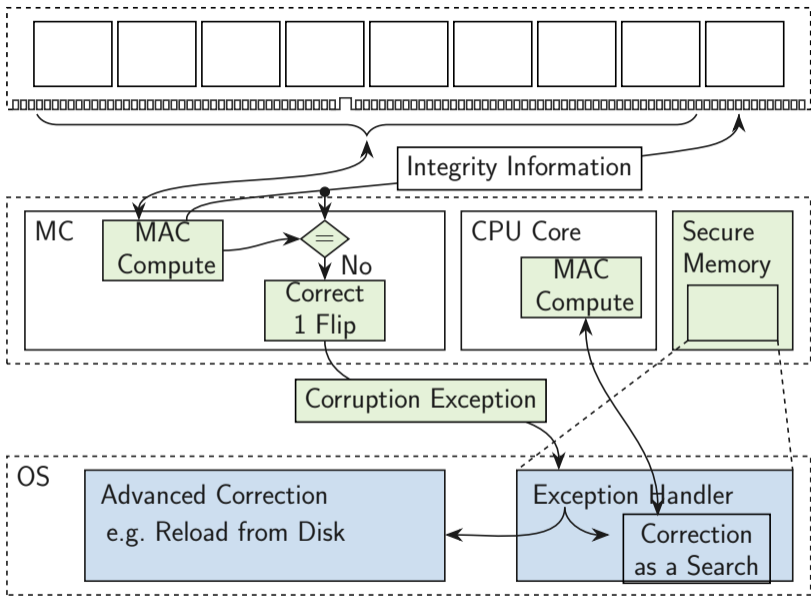 Integrity Information
MC
MAC
Compute
=
No
Correct
1 Flip
CPU Core
MAC
Compute
Secure
Memory
Corruption Exception
OS
Advanced Correction
e.g. Reload from Disk
Exception Handler
Correction
as a Search